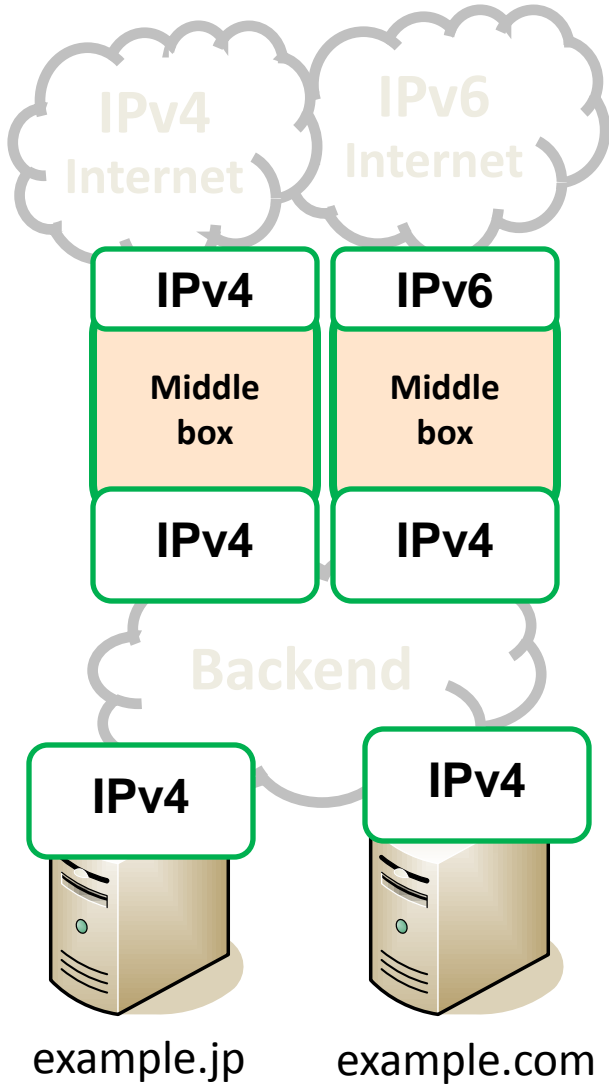 IPv4
Internet
IPv6
Internet
IPv4
IPv6
Middle
box
Middle
box
IPv4
IPv4
Backend
IPv4
IPv4
example.jp
example.com